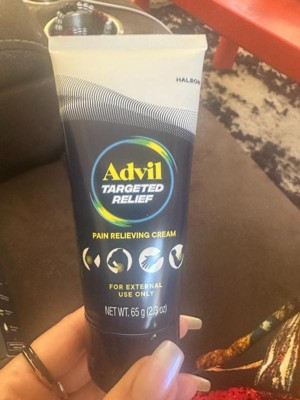 HALEON
Advil
TARGETED
RELIEF
PAIN RELIEVING CREAM
FOR EXTERNAL
USE ONLY
NET WT. 65 g (2.3 oz)